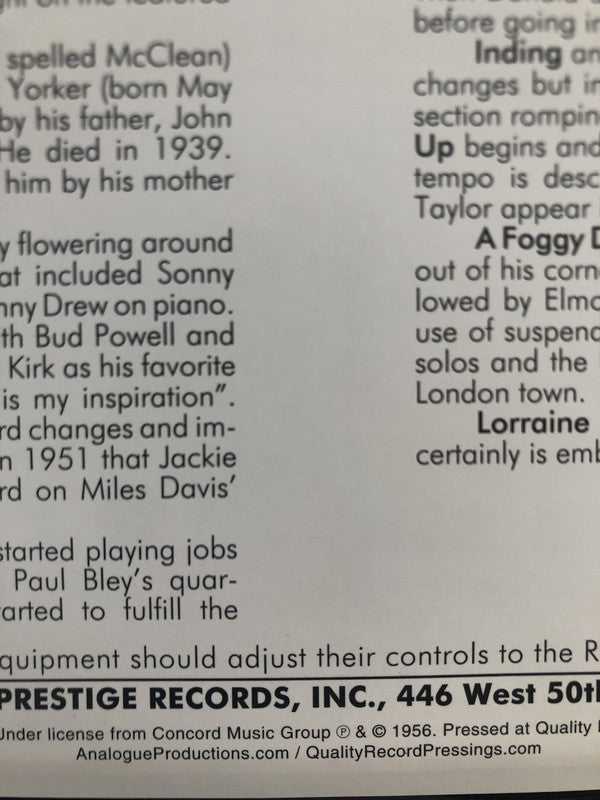 spelled McClean)
Yorker (born May
by his father, John
He died in 1939.
him by his mother
y flowering around
at included Sonny
nny Drew on piano.
th Bud Powell and
Kirk as his favorite
is my inspiration”.
rd changes and im-
n 1951 that Jackie
rd on Miles Davis’
started playing jobs
Paul Bley’s quar-
arted to fulfill the
before going in
Inding an
changes but in
section rompin
Up begins and
tempo is desc
Taylor appear
A Foggy D
out of his corn
lowed by Elmo
use of suspend
solos and the
London town.
Lorraine
certainly is emb
quipment should adjust their controls to the R
PRESTIGE RECORDS, INC., 446 West 50th
Under license from Concord Music Group ℗ & © 1956. Pressed at Quality
AnalogueProductions.com / QualityRecordPressings.com